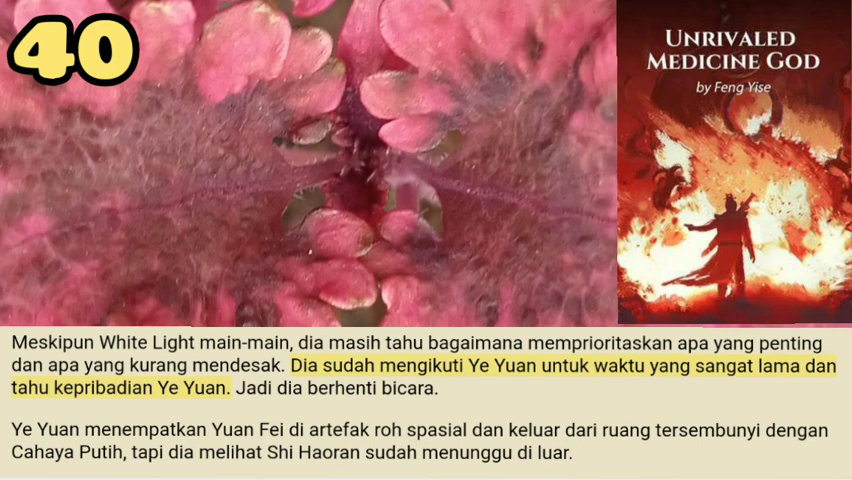 40
UNRIVALED
MEDICINE GOD
by Feng Yise
Meskipun White Light main-main, dia masih tahu bagaimana memprioritaskan apa yang penting
dan apa yang kurang mendesak. Dia sudah mengikuti Ye Yuan untuk waktu yang sangat lama dan
tahu kepribadian Ye Yuan. Jadi dia berhenti bicara.
Ye Yuan menempatkan Yuan Fei di artefak roh spasial dan keluar dari ruang tersembunyi dengan
Cahaya Putih, tapi dia melihat Shi Haoran sudah menunggu di luar.